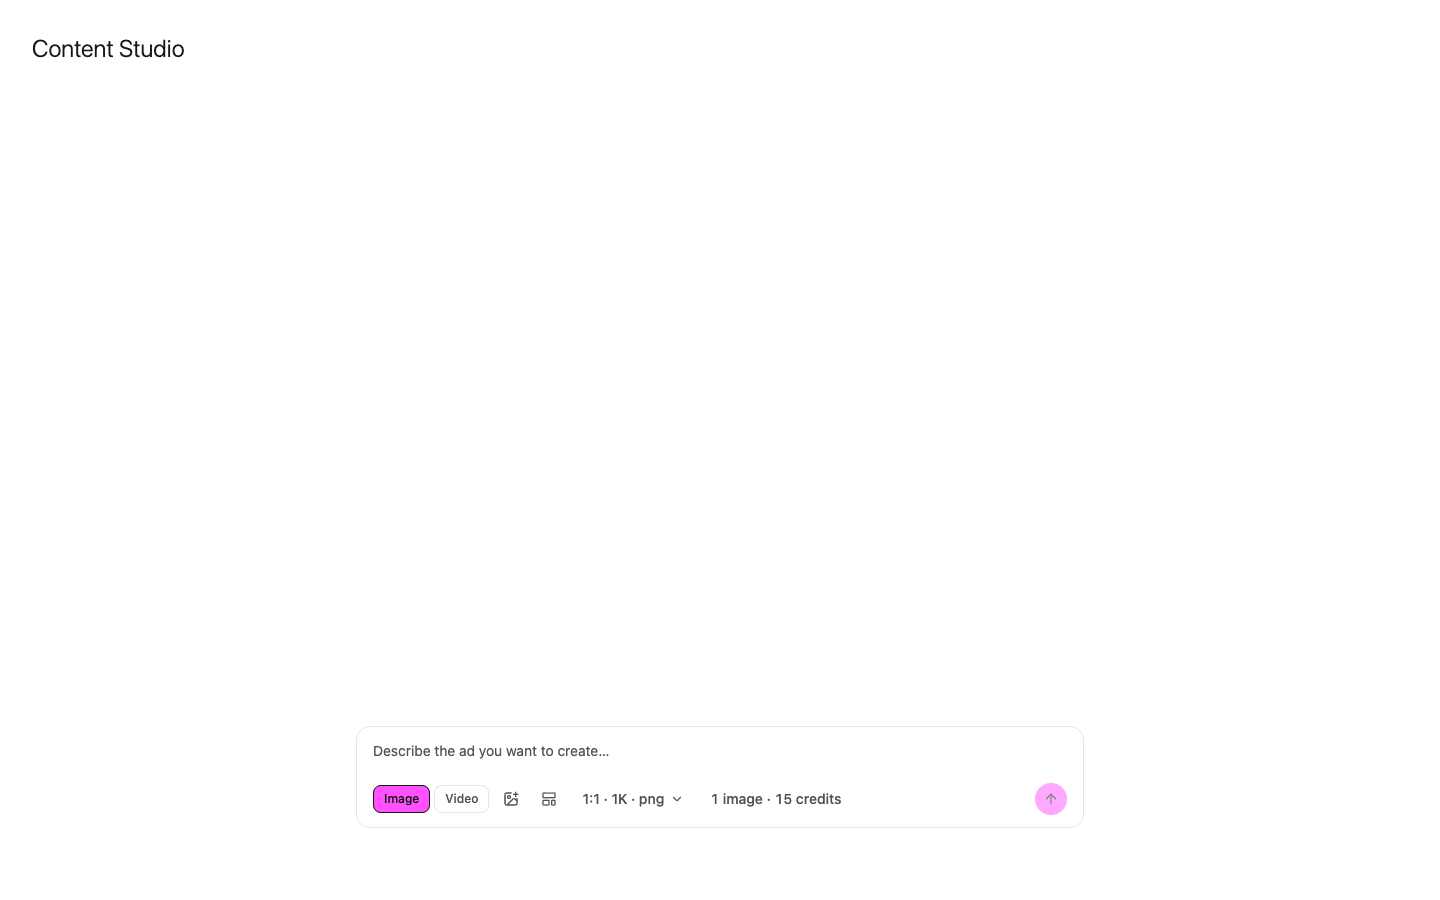 Content Studio
Describe the ad you want to create...
Image
Video
1:1 · 1K · png
1 image · 15 credits